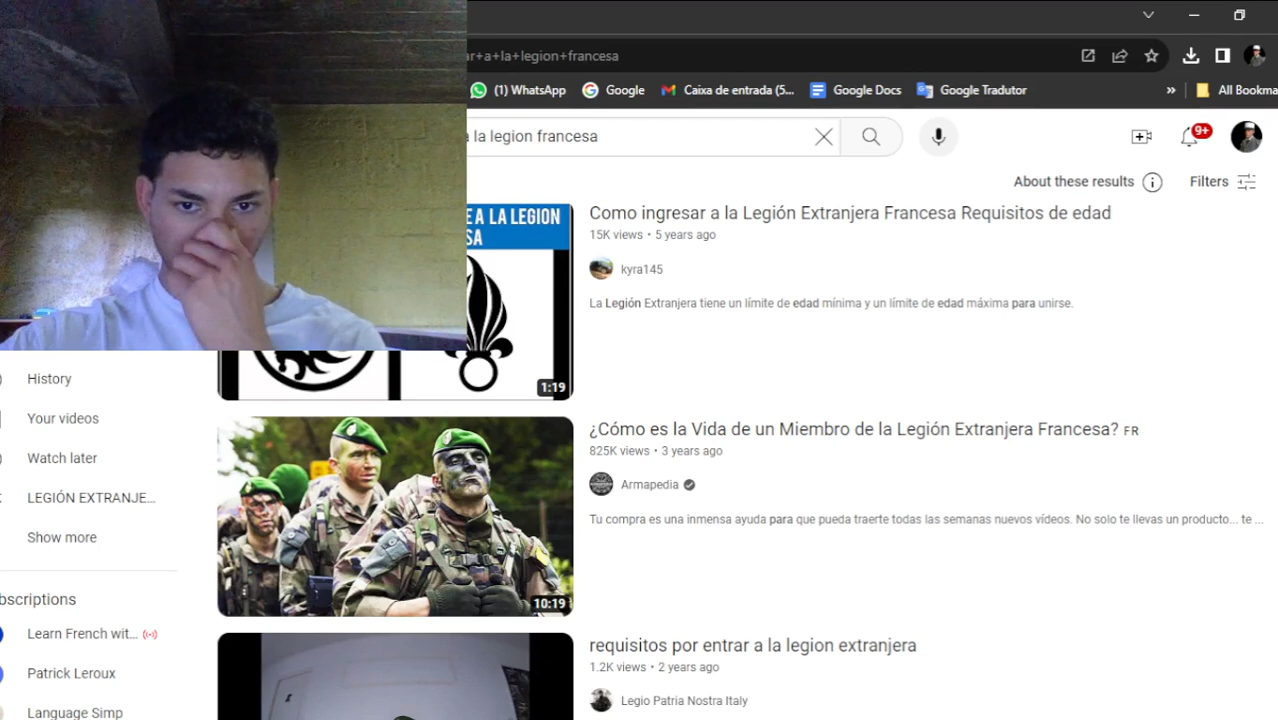 ar+a+la+legion+francesa
(1) WhatsApp
Google
Caixa de entrada (5...
Google Docs
Google Tradutor
»
All Bookma
a la legion francesa
9+
About these results
Filters
E A LA LEGION
SA
1:19
Como ingresar a la Legión Extranjera Francesa Requisitos de edad
15K views • 5 years ago
kyra145
La Legión Extranjera tiene un límite de edad mínima y un límite de edad máxima para unirse.
History
Your videos
Watch later
LEGIÓN EXTRANJE...
Show more
10:19
¿Cómo es la Vida de un Miembro de la Legión Extranjera Francesa? FR
825K views • 3 years ago
Armapedia
Tu compra es una inmensa ayuda para que pueda traerte todas las semanas nuevos vídeos. No solo te llevas un producto... te ...
bscriptions
Learn French wit...
Patrick Leroux
Language Simp
requisitos por entrar a la legion extranjera
1.2K views • 2 years ago
Legio Patria Nostra Italy